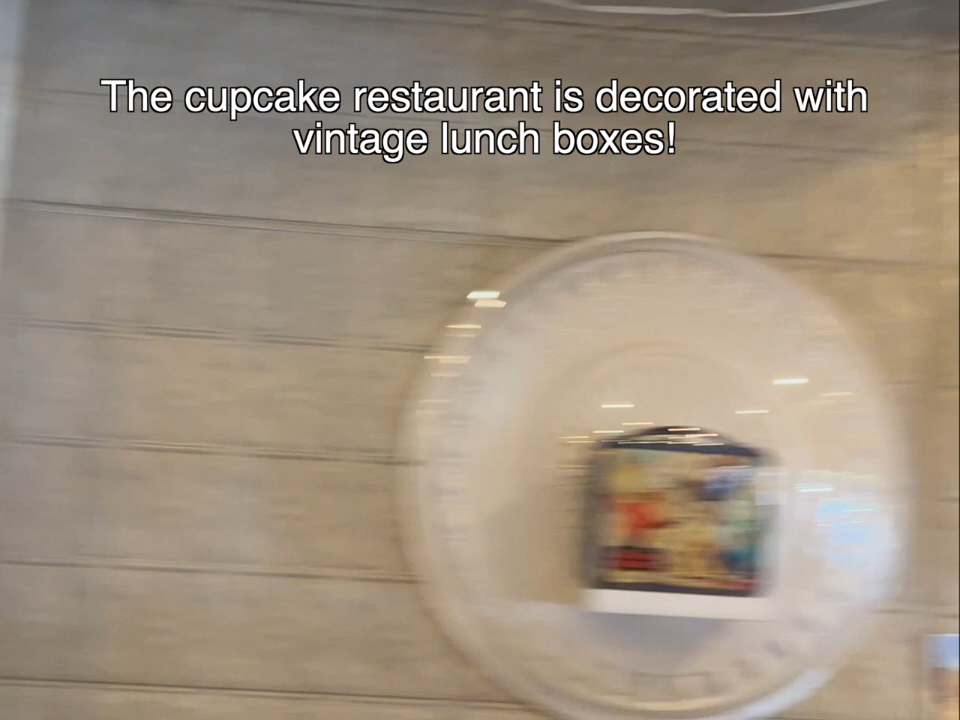 The cupcake restaurant is decorated with
vintage lunch boxes!